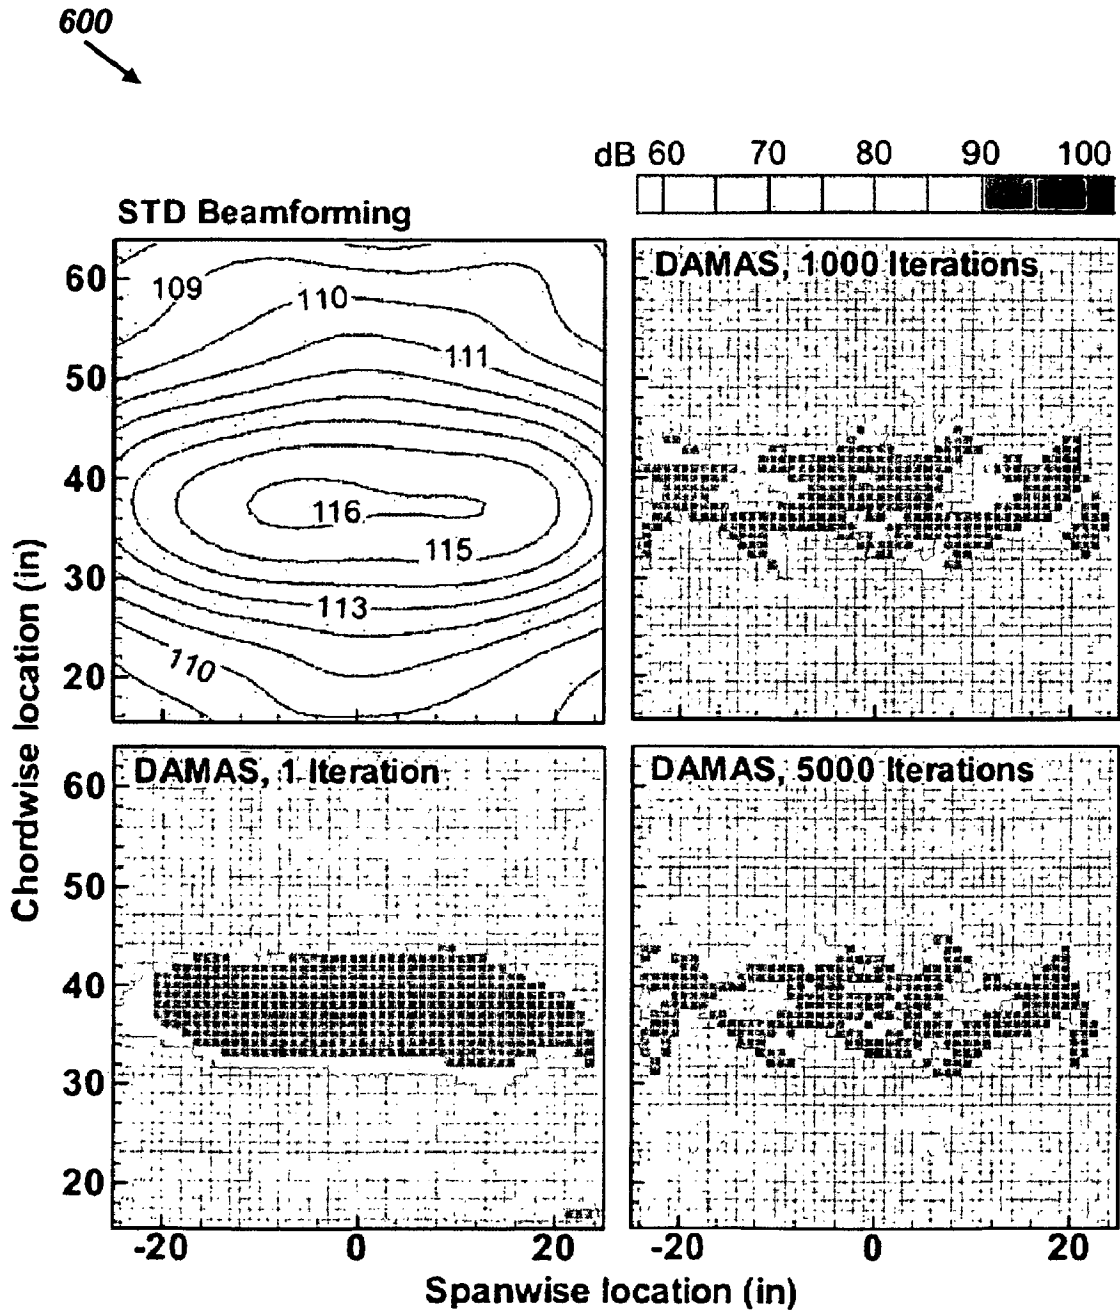 600
dB 60 70 80 90 100
STD Beamforming
60
50
40
30
20
109
110
111
116
115
113
110
DAMAS, 1000 Iterations
Chordwise location (in)
DAMAS, 1 Iteration
60
50
40
30
20
DAMAS, 5000 Iterations
-20 0 20
-20 0 20
Spanwise location (in)